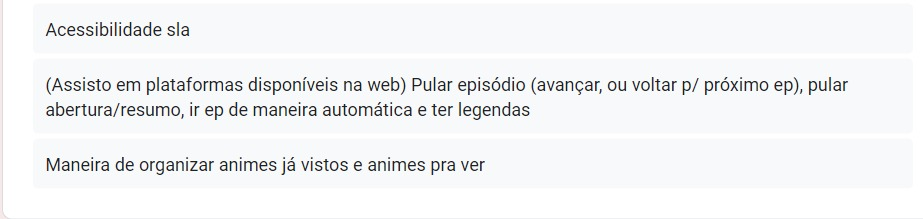 Acessibilidade sla
(Assisto em plataformas disponíveis na web) Pular episódio (avançar, ou voltar p/ próximo ep), pular
abertura/resumo, ir ep de maneira automática e ter legendas
Maneira de organizar animes já vistos e animes pra ver